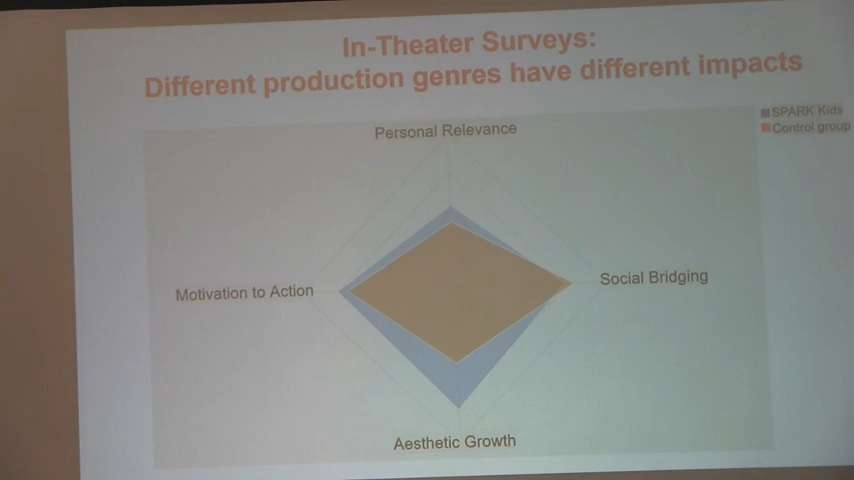 In-Theater Surveys:
Different production genres have different impacts
SPARK Kids
Control group
Personal Relevance
Motivation to Action
Social Bridging
Aesthetic Growth